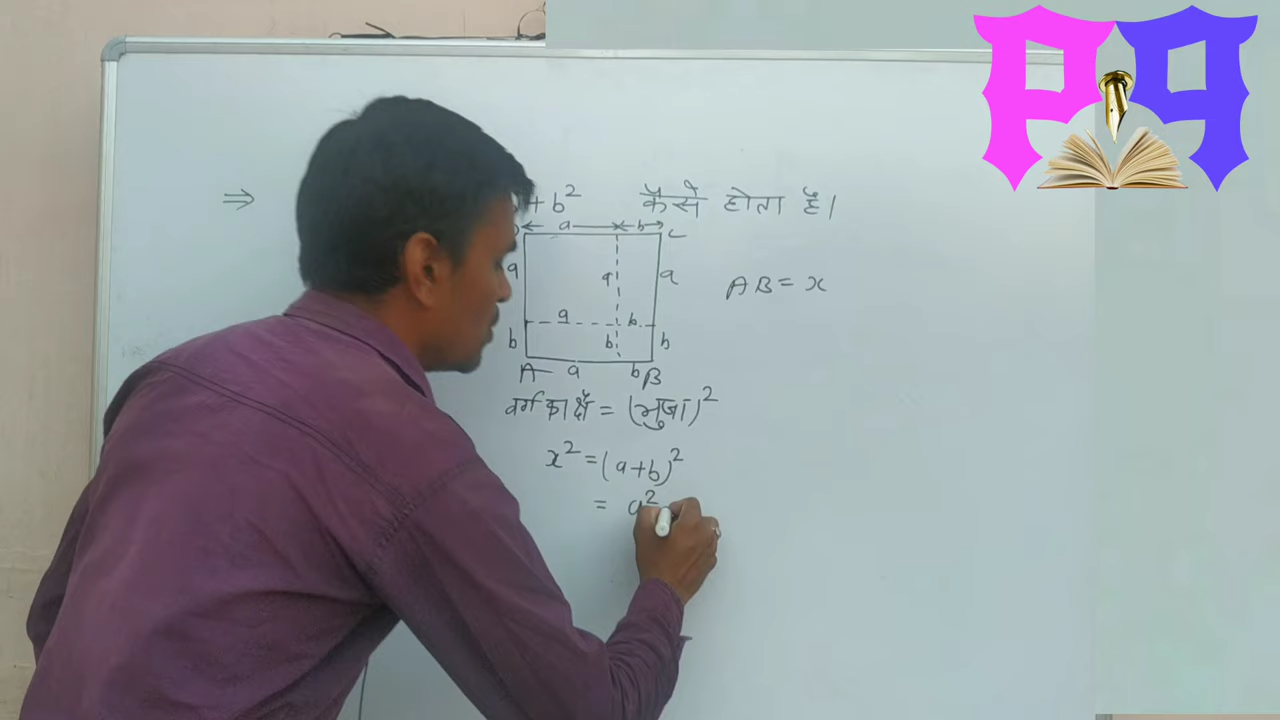 ⇒ + b² कैसे होता है।
a b C
a a a
AB = x
a b
b b b
A a b B
वर्ग का क्षे = (भुजा)²
x² = (a+b)²
= a²